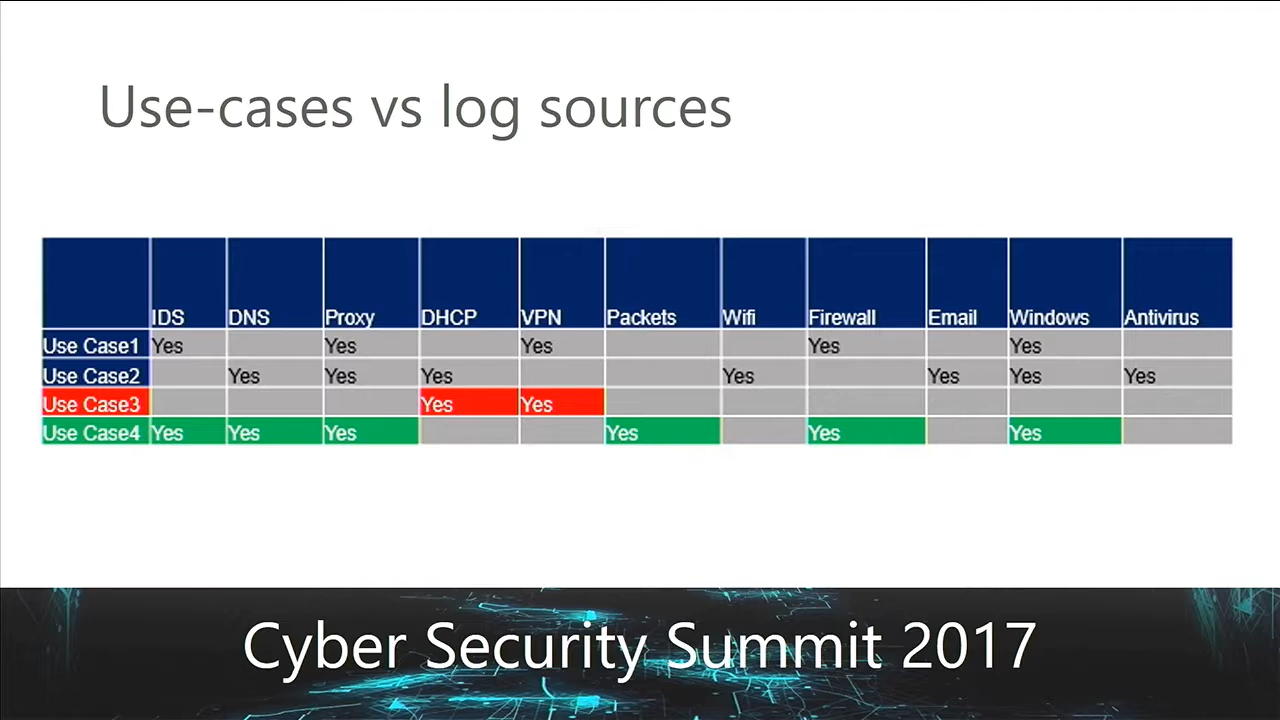 Use-cases vs log sources
IDS DNS Proxy DHCP VPN Packets Wifi Firewall Email Windows Antivirus
Use Case1 Yes Yes Yes Yes Yes
Use Case2 Yes Yes Yes Yes Yes Yes Yes
Use Case3 Yes Yes
Use Case4 Yes Yes Yes Yes Yes Yes
Cyber Security Summit 2017